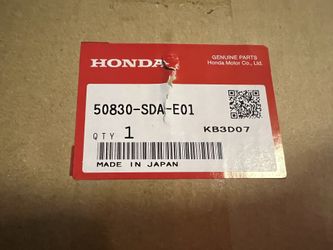 HONDA
GENUINE PARTS
Honda Motor Co., Ltd.
50830-SDA-E01
QTY 1
KB3D07
MADE IN JAPAN